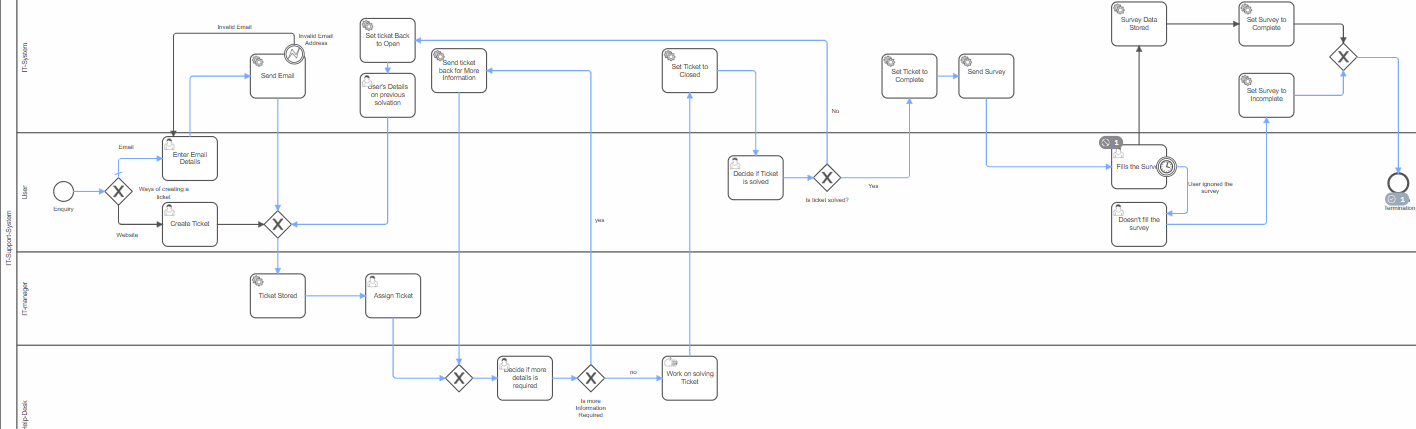 IT-Support-System
IT-System
Invalid Email
Invalid Email
Address
Send Email
Set ticket Back
to Open
User's Details
on previous
solvation
Send ticket
back for More
Information
Set Ticket to
Closed
Set Ticket to
Complete
Send Survey
Survey Data
Stored
Set Survey to
Complete
Set Survey to
Incomplete
No
User
Enquiry
Email
Enter Email
Details
Ways of creating a
ticket
Website
Create Ticket
yes
Decide if Ticket
is solved
Is ticket solved?
Yes
1
Fills the Surve
User ignored the
survey
Doesn't fill the
survey
1
Termination
IT-manager
Ticket Stored
Assign Ticket
Help-Desk
Decide if more
details is
required
Is more
Information
Required
no
Work on solving
Ticket